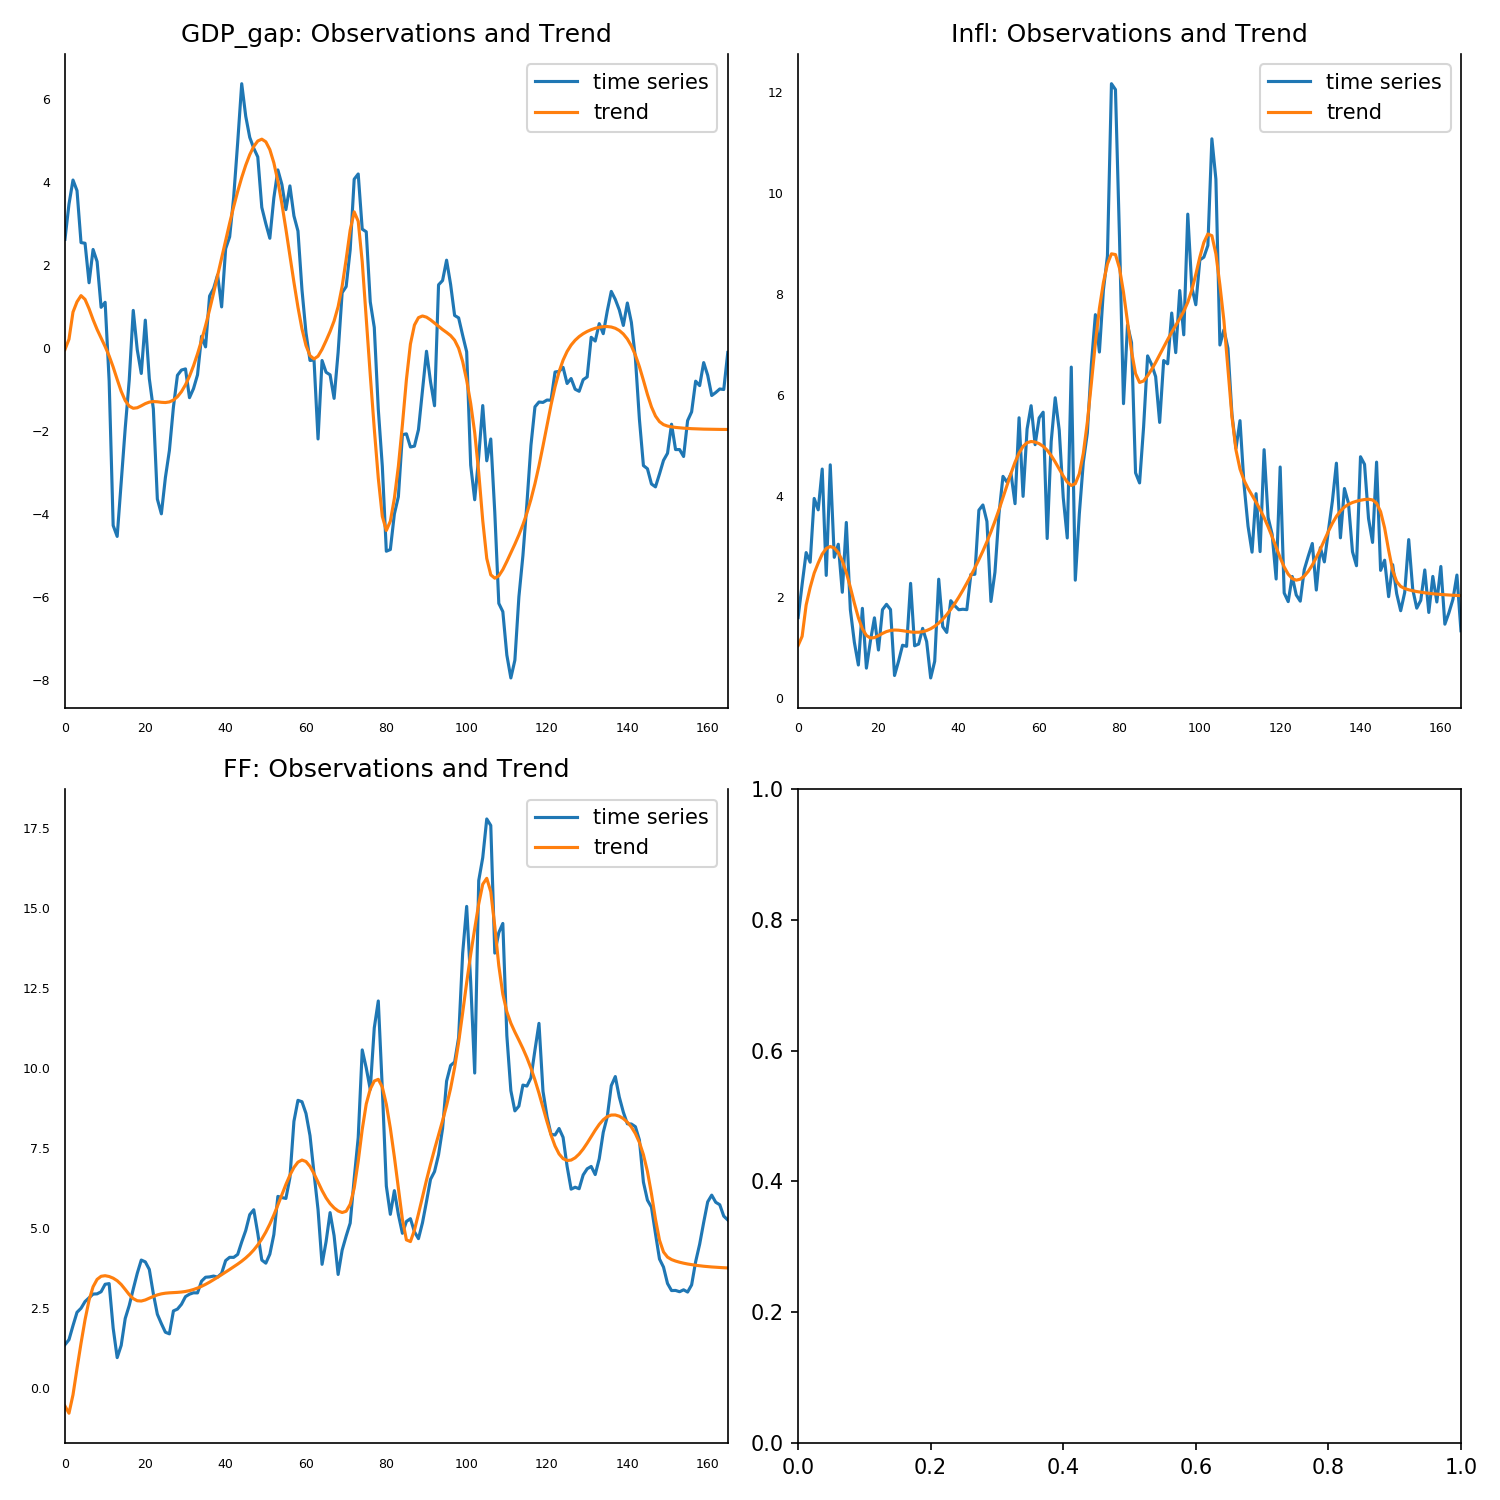 GDP_gap: Observations and Trend
time series
trend
6
4
2
0
−2
−4
−6
−8
0 20 40 60 80 100 120 140 160
Infl: Observations and Trend
time series
trend
12
10
8
6
4
2
0
0 20 40 60 80 100 120 140 160
FF: Observations and Trend
time series
trend
17.5
15.0
12.5
10.0
7.5
5.0
2.5
0.0
0 20 40 60 80 100 120 140 160
1.0
0.8
0.6
0.4
0.2
0.0
0.0 0.2 0.4 0.6 0.8 1.0